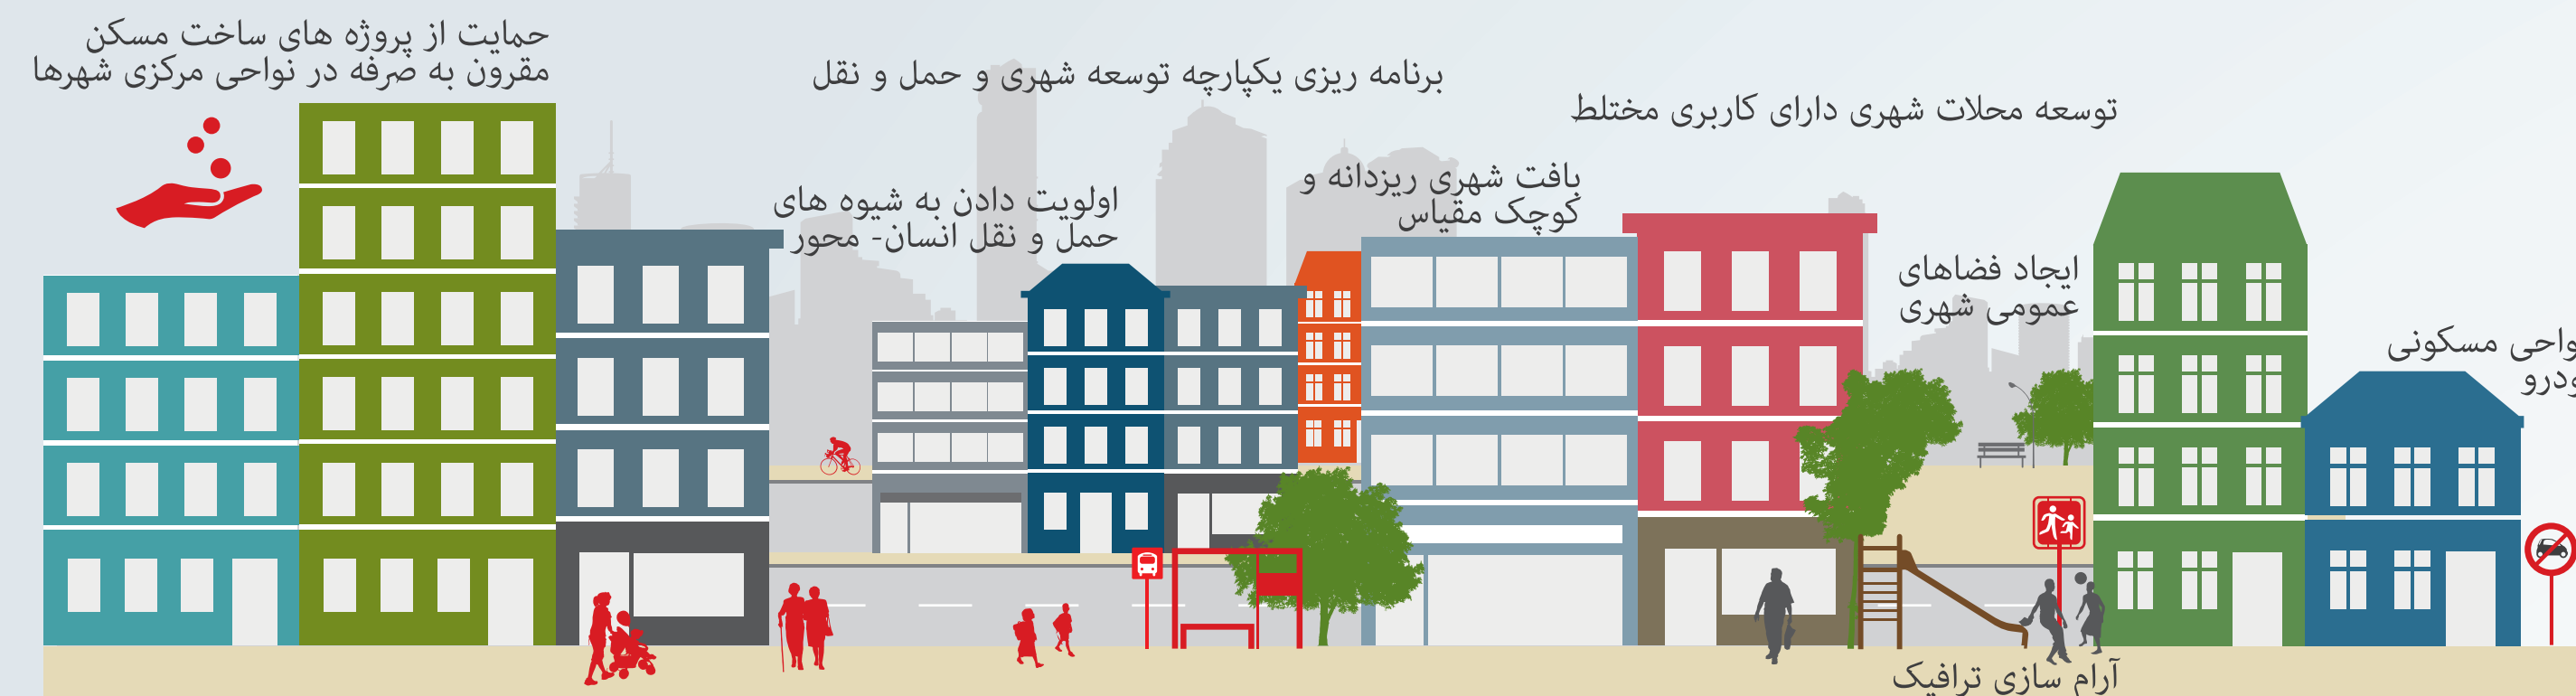 حمایت از پروژه های ساخت مسکن
مقرون به صرفه در نواحی مرکزی شهرها
برنامه ریزی یکپارچه توسعه شهری و حمل و نقل
توسعه محلات شهری دارای کاربری مختلط
بافت شهری ریزدانه و
کوچک مقیاس
اولویت دادن به شیوه های
حمل و نقل انسان- محور
ایجاد فضاهای
عمومی شهری
مسکونی
آرام سازی ترافیک